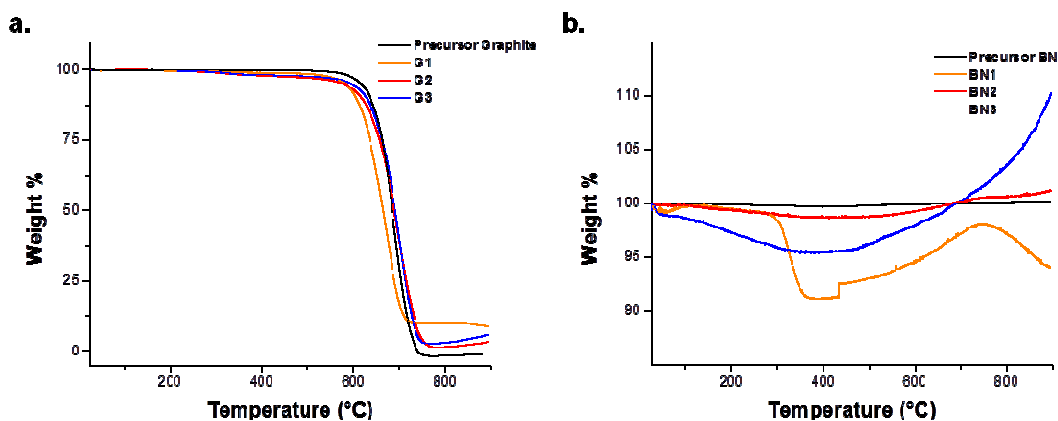 a.
Precursor Graphite
G1
G2
G3
100
75
50
25
0
200
400
600
800
Weight %
Temperature (°C)
b.
Precursor BN
BN1
BN2
BN3
110
105
100
95
90
200
400
600
800
Weight %
Temperature (°C)